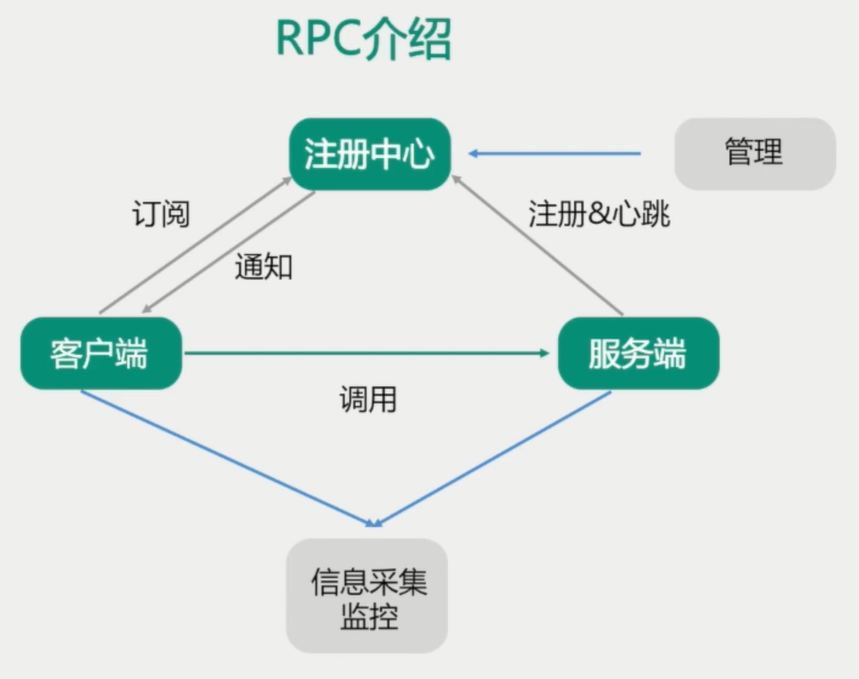 RPC介绍
注册中心
管理
订阅
注册&心跳
通知
客户端
服务端
调用
信息采集
监控